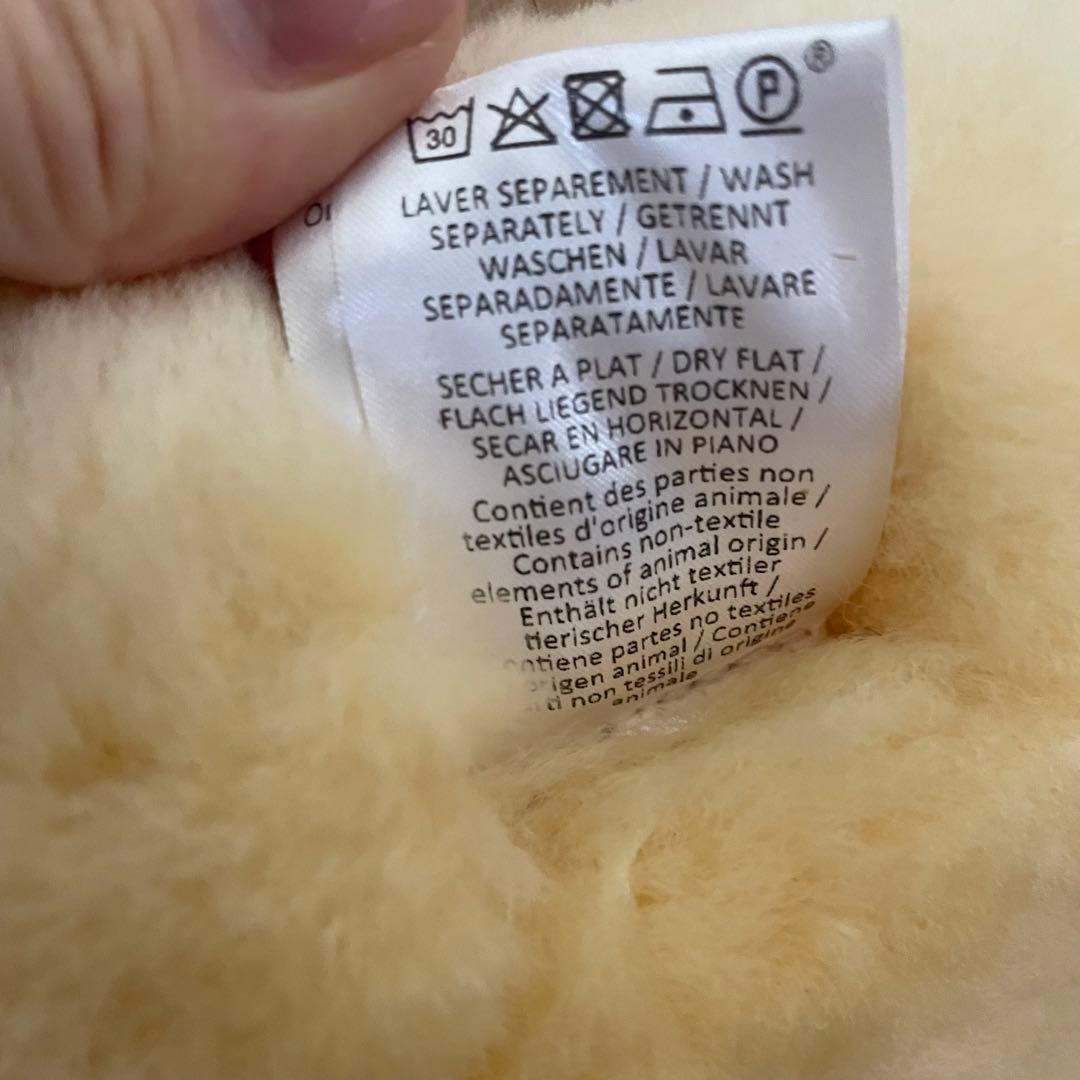 30
P ®
LAVER SEPAREMENT / WASH
SEPARATELY / GETRENNT
WASCHEN / LAVAR
SEPARADAMENTE / LAVARE
SEPARATAMENTE
SECHER A PLAT / DRY FLAT /
FLACH LIEGEND TROCKNEN /
SECAR EN HORIZONTAL /
ASCIUGARE IN PIANO
Contient des parties non
textiles d'origine animale /
Contains non-textile
elements of animal origin /
Enthält nicht textiler
tierischer Herkunft /
partes no textiles
animal / Contiene
non tessili di origine
animale